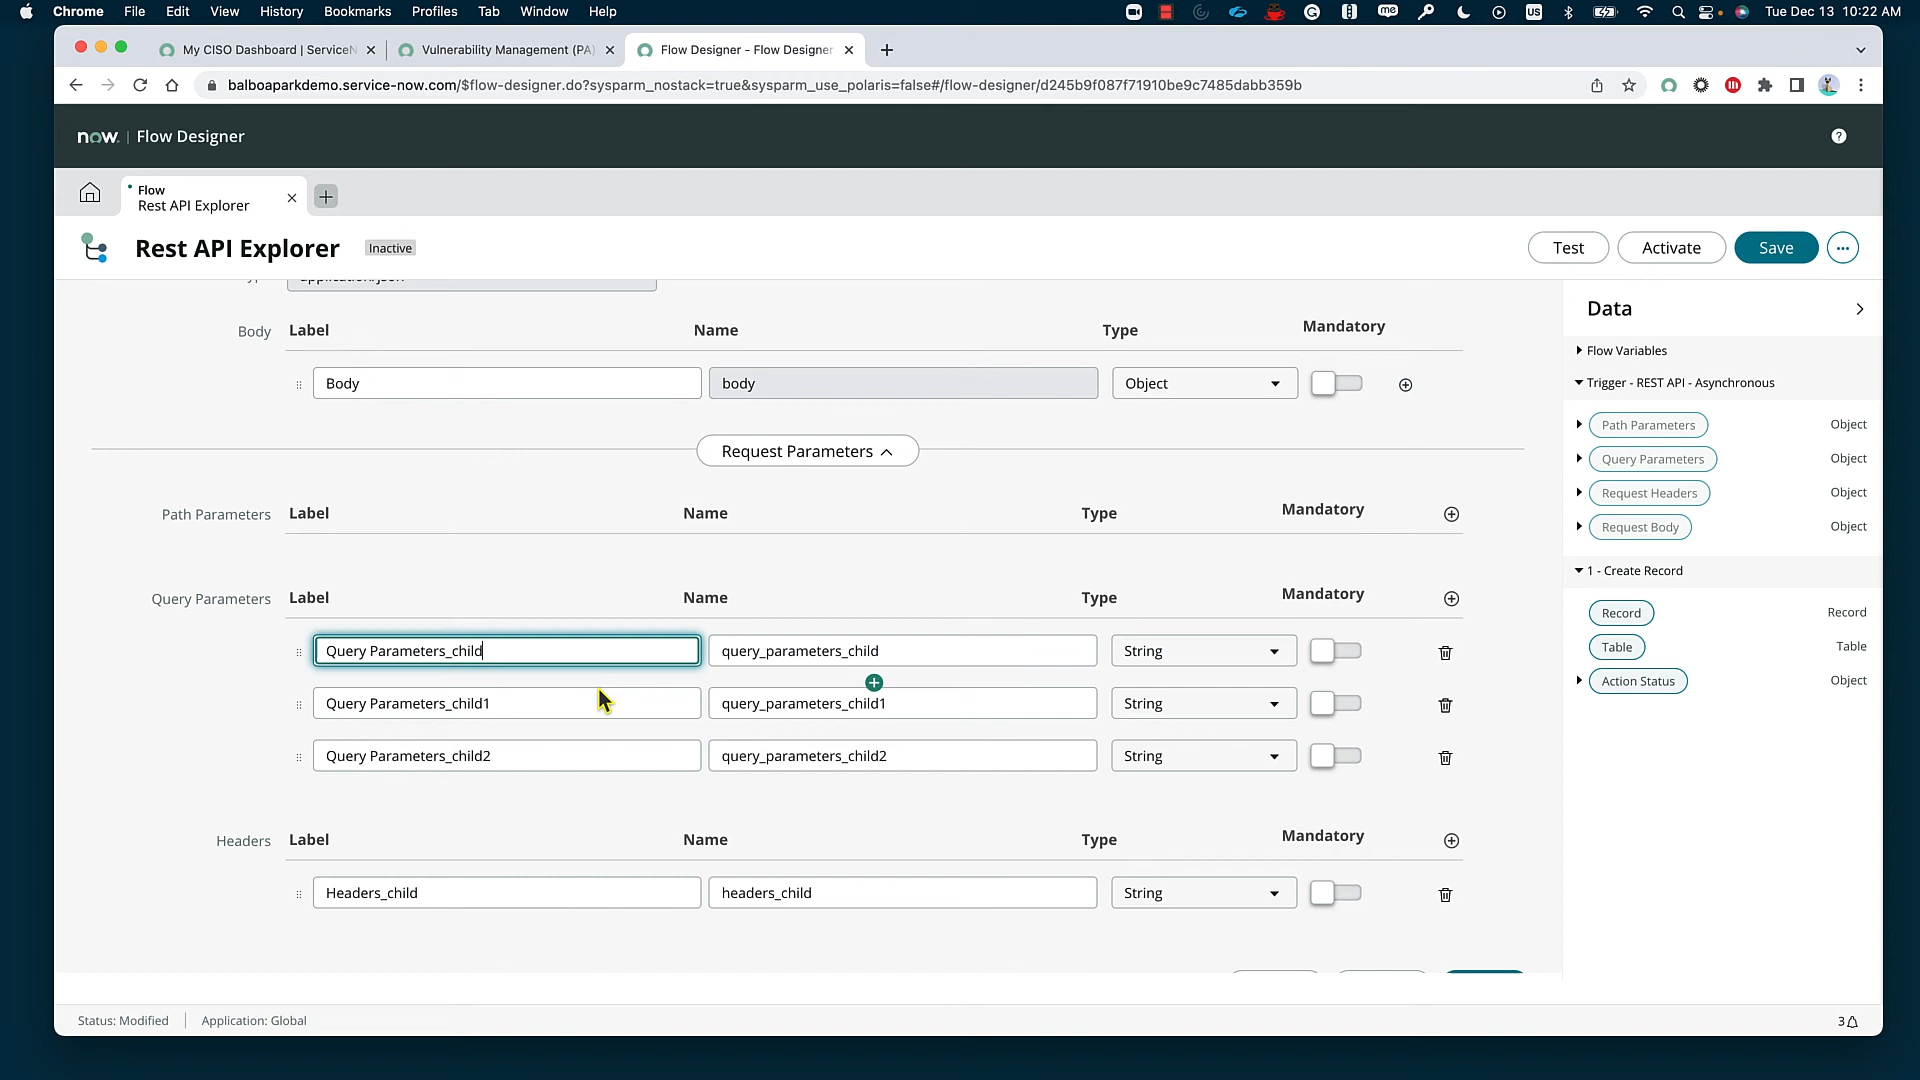 Chrome File Edit View History Bookmarks Profiles Tab Window Help me US Tue Dec 13 10:22 AM
My CISO Dashboard | ServiceN Vulnerability Management (PA) Flow Designer - Flow Designer
balboaparkdemo.service-now.com/$flow-designer.do?sysparm_nostack=true&sysparm_use_polaris=false#/flow-designer/d245b9f087f71910be9c7485dabb359b
now. | Flow Designer
Flow
Rest API Explorer
Rest API Explorer Inactive Test Activate Save
Body Label Name Type Mandatory
Body body Object
Request Parameters
Path Parameters Label Name Type Mandatory
Query Parameters Label Name Type Mandatory
Query Parameters_child query_parameters_child String
Query Parameters_child1 query_parameters_child1 String
Query Parameters_child2 query_parameters_child2 String
Headers Label Name Type Mandatory
Headers_child headers_child String
Data
Flow Variables
Trigger - REST API - Asynchronous
Path Parameters Object
Query Parameters Object
Request Headers Object
Request Body Object
1 - Create Record
Record Record
Table Table
Action Status Object
Status: Modified Application: Global 3